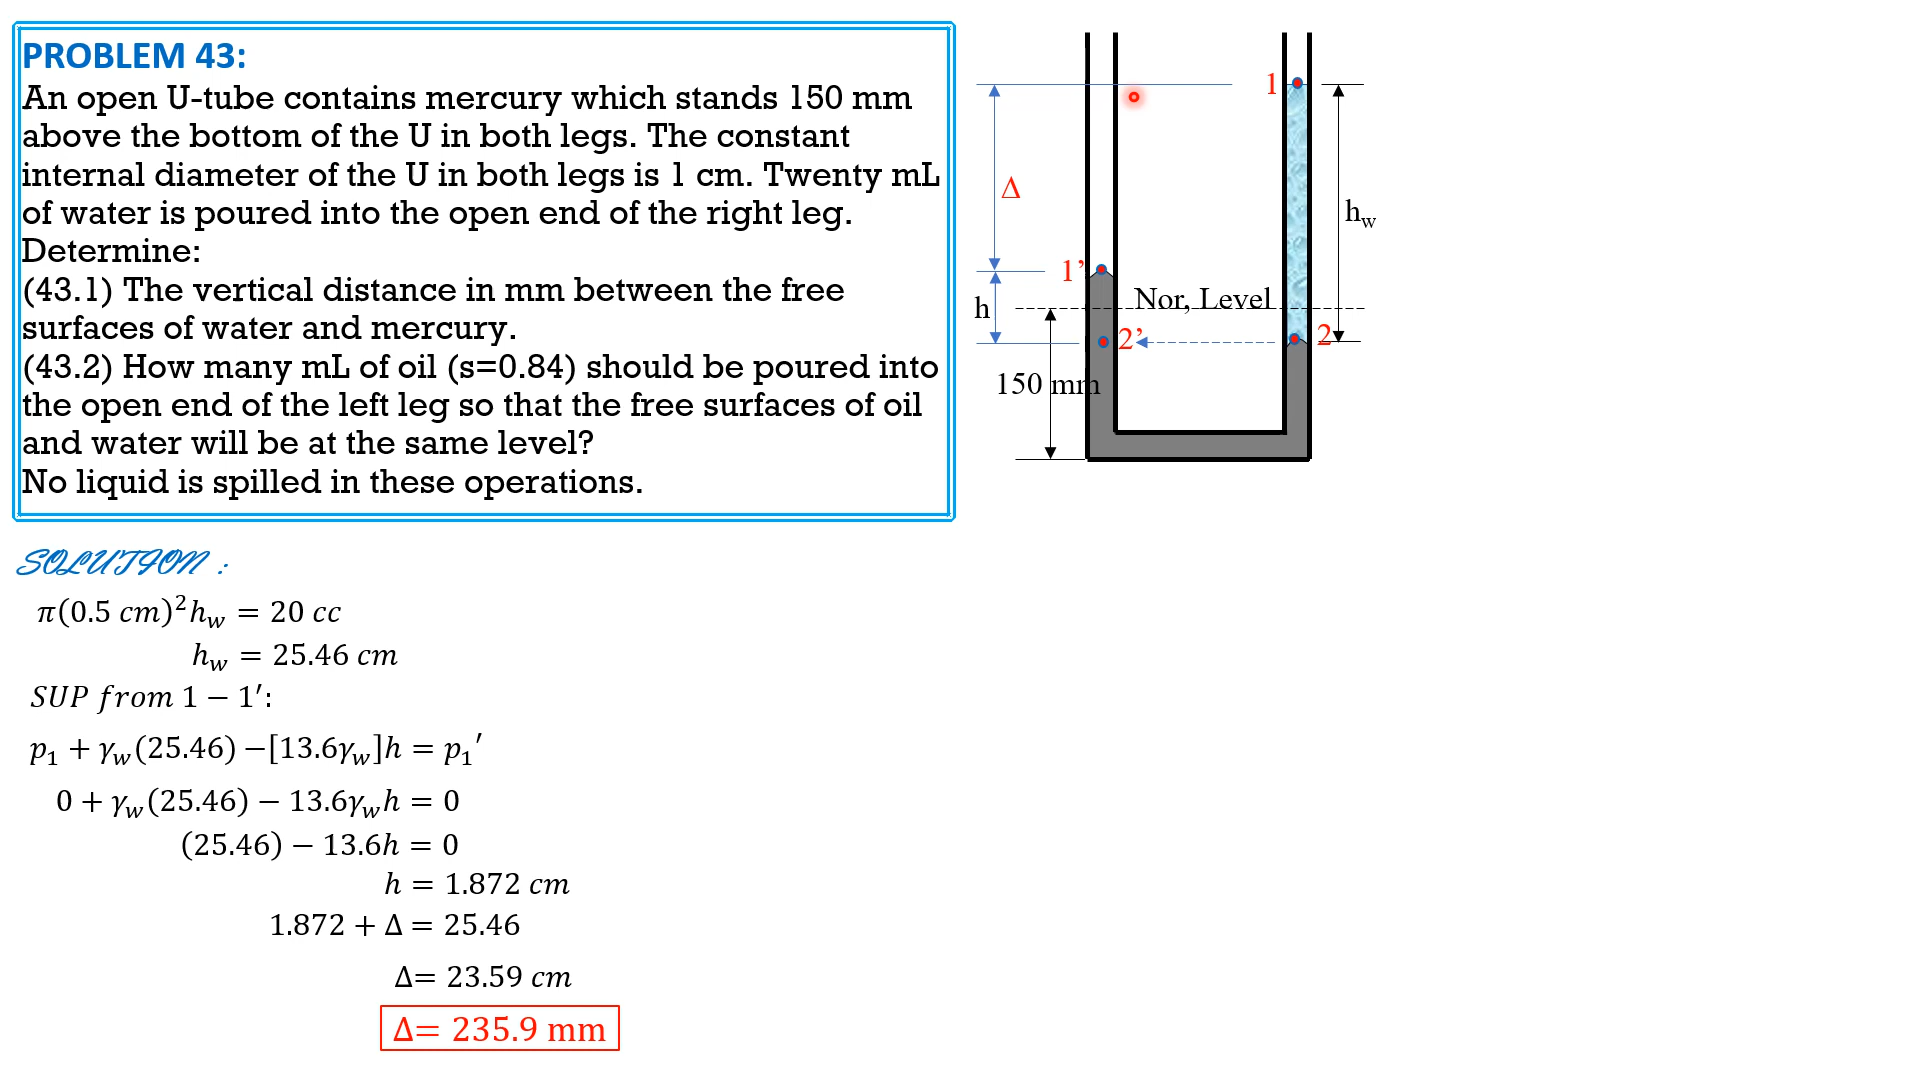 PROBLEM 43:
An open U-tube contains mercury which stands 150 mm
above the bottom of the U in both legs. The constant
internal diameter of the U in both legs is 1 cm. Twenty mL
of water is poured into the open end of the right leg.
Determine:
(43.1) The vertical distance in mm between the free
surfaces of water and mercury.
(43.2) How many mL of oil (s=0.84) should be poured into
the open end of the left leg so that the free surfaces of oil
and water will be at the same level?
No liquid is spilled in these operations.
1
Δ
h_w
1’
Nor, Level
h
2’
2
150 mm
SOLUTION :
π(0.5 cm)²h_w = 20 cc
h_w = 25.46 cm
SUP from 1 − 1′:
p₁ + γ_w(25.46) −[13.6γ_w]h = p₁′
0 + γ_w(25.46) − 13.6γ_wh = 0
(25.46) − 13.6h = 0
h = 1.872 cm
1.872 + Δ = 25.46
Δ= 23.59 cm
Δ= 235.9 mm